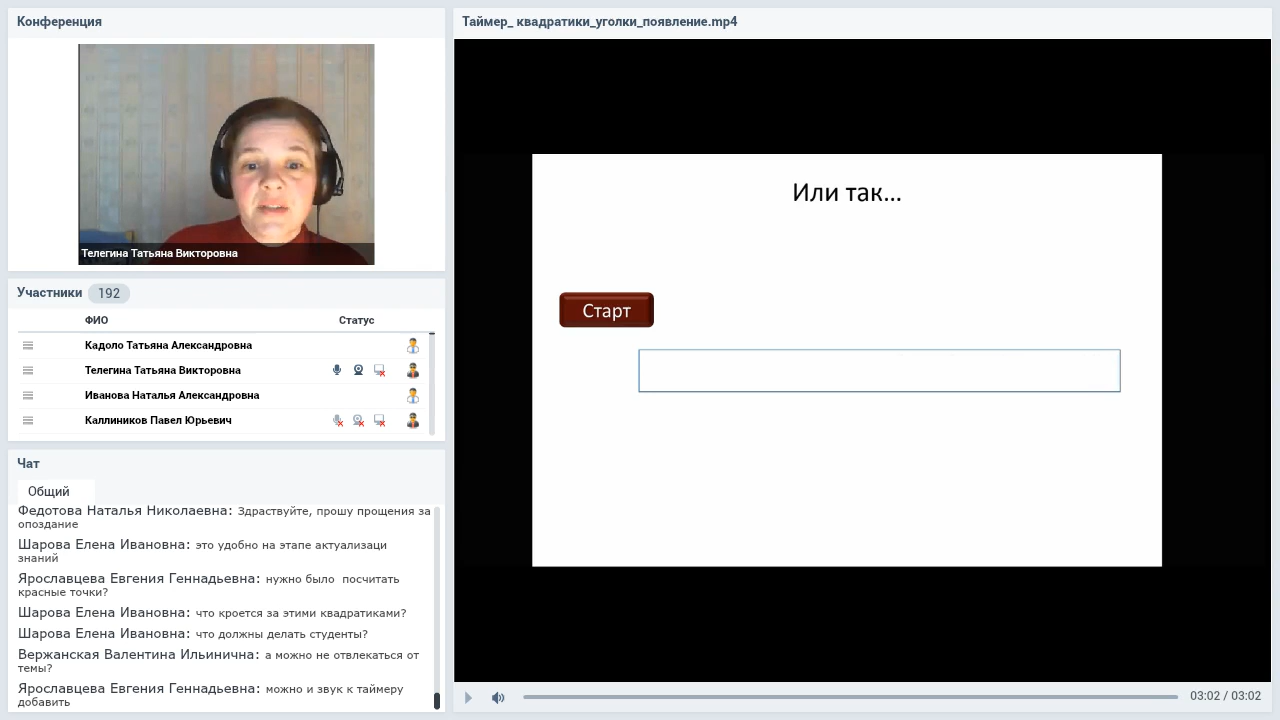 Конференция
Телегина Татьяна Викторовна
Участники 192
ФИО Статус
Кадоло Татьяна Александровна
Телегина Татьяна Викторовна
Иванова Наталья Александровна
Каллиников Павел Юрьевич
Чат
Общий
Федотова Наталья Николаевна: Здраствуйте, прошу прощения за
опоздание
Шарова Елена Ивановна: это удобно на этапе актуализаци
знаний
Ярославцева Евгения Геннадьевна: нужно было посчитать
красные точки?
Шарова Елена Ивановна: что кроется за этими квадратиками?
Шарова Елена Ивановна: что должны делать студенты?
Вержанская Валентина Ильинична: а можно не отвлекаться от
темы?
Ярославцева Евгения Геннадьевна: можно и звук к таймеру
добавить
Таймер_ квадратики_уголки_появление.mp4
Или так...
Старт
03:02 / 03:02